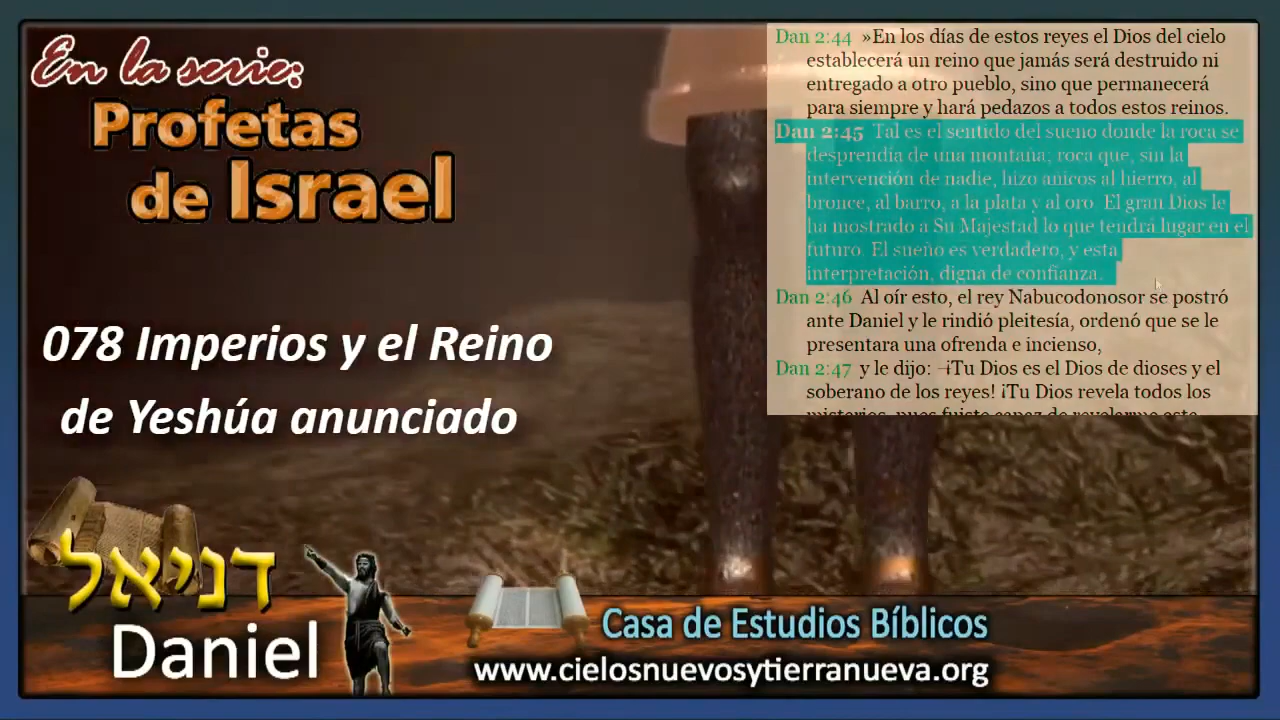 En la serie:
Profetas
de Israel
078 Imperios y el Reino
de Yeshúa anunciado
דניאל
Daniel
Casa de Estudios Bíblicos
www.cielosnuevosytierranueva.org
Dan 2:44 »En los días de estos reyes el Dios del cielo
establecerá un reino que jamás será destruido ni
entregado a otro pueblo, sino que permanecerá
para siempre y hará pedazos a todos estos reinos.
Dan 2:45 Tal es el sentido del sueño donde la roca se
desprendía de una montaña; roca que, sin la
intervención de nadie, hizo añicos al hierro, al
bronce, al barro, a la plata y al oro. El gran Dios le
ha mostrado a Su Majestad lo que tendrá lugar en el
futuro. El sueño es verdadero, y esta
interpretación, digna de confianza.
Dan 2:46 Al oír esto, el rey Nabucodonosor se postró
ante Daniel y le rindió pleitesía, ordenó que se le
presentara una ofrenda e incienso,
Dan 2:47 y le dijo: –¡Tu Dios es el Dios de dioses y el
soberano de los reyes! ¡Tu Dios revela todos los
misterios, pues fuiste capaz de revelarme este